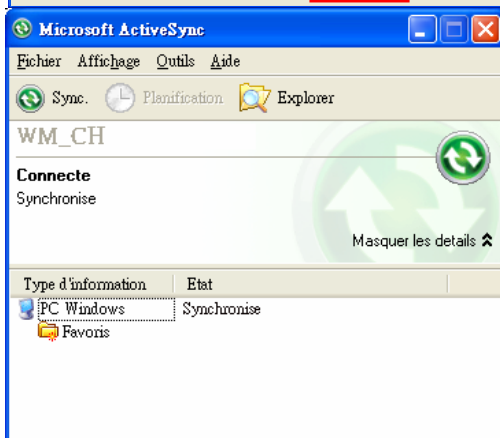 Microsoft ActiveSync
Fichier Affichage Outils Aide
Sync. Planification Explorer
WM_CH
Connecte
Synchronise
Masquer les details
Type d'information Etat
PC Windows Synchronise
Favoris